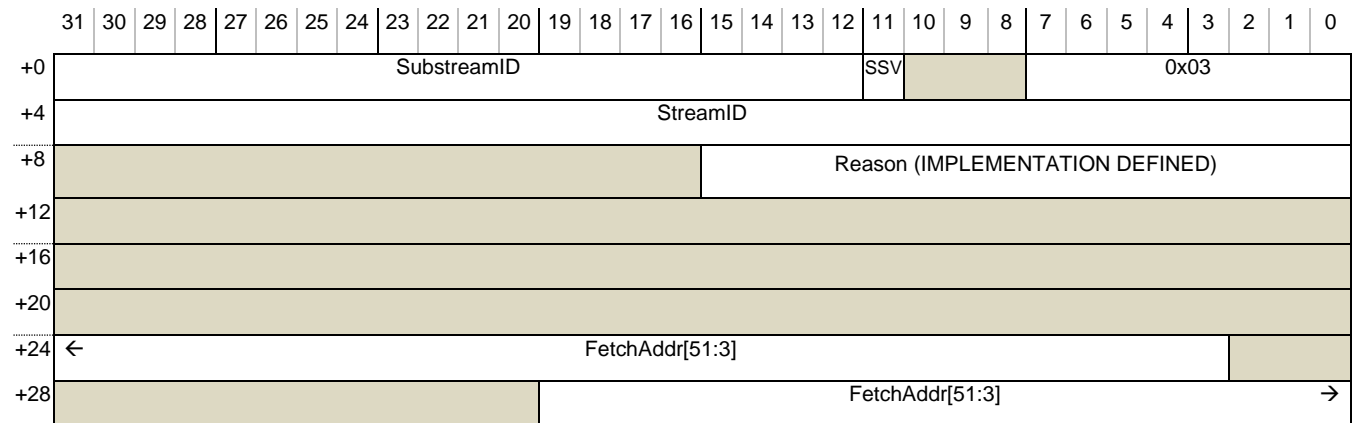 31 30 29 28 27 26 25 24 23 22 21 20 19 18 17 16 15 14 13 12 11 10 9 8 7 6 5 4 3 2 1 0
+0 SubstreamID SSV 0x03
+4 StreamID
+8 Reason (IMPLEMENTATION DEFINED)
+12
+16
+20
+24 ← FetchAddr[51:3]
+28 FetchAddr[51:3] →